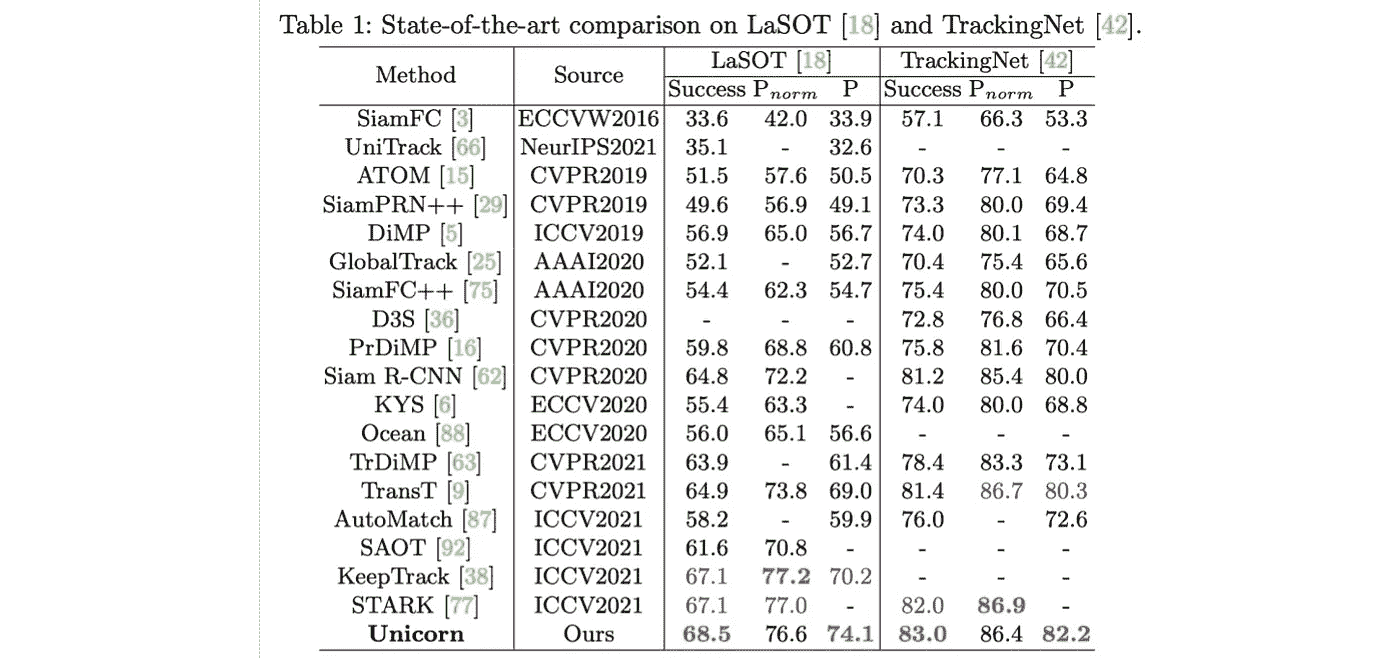 Table 1: State-of-the-art comparison on LaSOT [18] and TrackingNet [42].
Method Source LaSOT [18] TrackingNet [42]
Success Pnorm P Success Pnorm P
SiamFC [3] ECCVW2016 33.6 42.0 33.9 57.1 66.3 53.3
UniTrack [66] NeurIPS2021 35.1 - 32.6 - - -
ATOM [15] CVPR2019 51.5 57.6 50.5 70.3 77.1 64.8
SiamPRN++ [29] CVPR2019 49.6 56.9 49.1 73.3 80.0 69.4
DiMP [5] ICCV2019 56.9 65.0 56.7 74.0 80.1 68.7
GlobalTrack [25] AAAI2020 52.1 - 52.7 70.4 75.4 65.6
SiamFC++ [75] AAAI2020 54.4 62.3 54.7 75.4 80.0 70.5
D3S [36] CVPR2020 - - - 72.8 76.8 66.4
PrDiMP [16] CVPR2020 59.8 68.8 60.8 75.8 81.6 70.4
Siam R-CNN [62] CVPR2020 64.8 72.2 - 81.2 85.4 80.0
KYS [6] ECCV2020 55.4 63.3 - 74.0 80.0 68.8
Ocean [88] ECCV2020 56.0 65.1 56.6 - - -
TrDiMP [63] CVPR2021 63.9 - 61.4 78.4 83.3 73.1
TransT [9] CVPR2021 64.9 73.8 69.0 81.4 86.7 80.3
AutoMatch [87] ICCV2021 58.2 - 59.9 76.0 - 72.6
SAOT [92] ICCV2021 61.6 70.8 - - - -
KeepTrack [38] ICCV2021 67.1 77.2 70.2 - - -
STARK [77] ICCV2021 67.1 77.0 - 82.0 86.9 -
Unicorn Ours 68.5 76.6 74.1 83.0 86.4 82.2